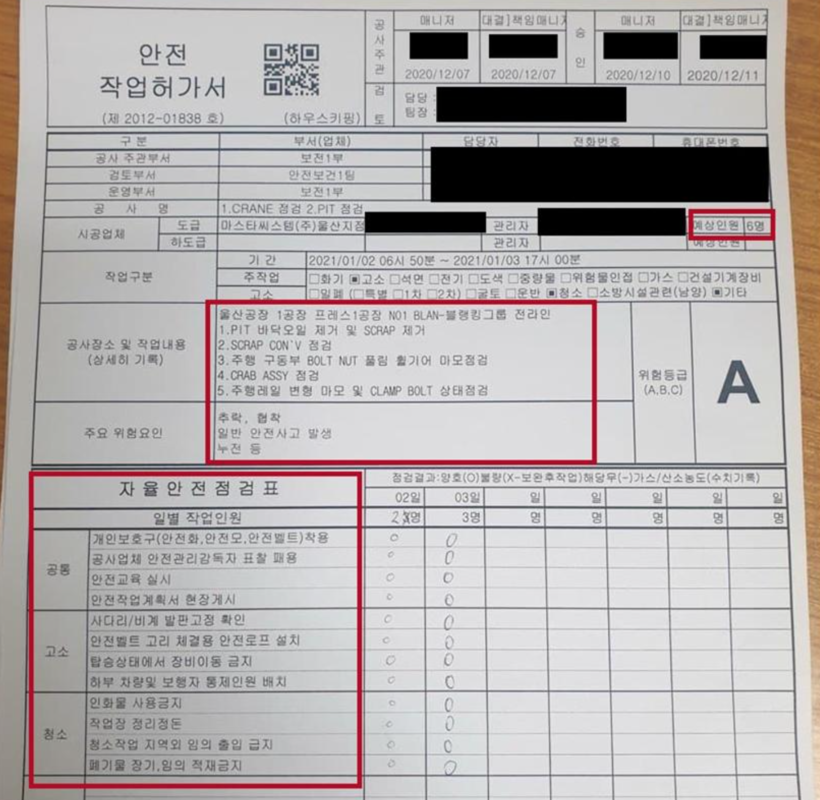 안전
작업허가서
(제 2012-01838 호) (하우스키핑)
공사주관 매니저 대결]책임매니저 승인 매니저 대결]책임매니저
2020/12/07 2020/12/07 2020/12/10 2020/12/11
검토 담당 :
팀장 :
구 분 부서(업체) 담당자 전화번호 휴대폰번호
공사 주관부서 보전1부
검토부서 안전보건1팀
운영부서 보전1부
공 사 명 1.CRANE 점검 2.PIT 점검
시공업체 도급 마스타씨스템(주)울산지점 관리자 예상인원 6명
하도급 관리자 예상인원
작업구분 기 간 2021/01/02 06시 50분 ~ 2021/01/03 17시 00분
주작업 □화기 ▣고소 □석면 □전기 □도색 □중량물 □위험물인접 □가스 □건설기계장비
고소 □밀폐 (□특별 □1차 □2차) □굴토 □운반 ▣청소 □소방시설관련(남양) ▣기타
공사장소 및 작업내용
(상세히 기록)
울산공장 1공장 프레스1공장 NO1 BLAN-블랭킹그룹 전라인
1.PIT 바닥오일 제거 및 SCRAP 제거
2.SCRAP CON'V 점검
3.주행 구동부 BOLT NUT 풀림 휠기어 마모점검
4.CRAB ASSY 점검
5.주행레일 변형 마모 및 CLAMP BOLT 상태점검
위험등급
(A,B,C)
A
주요 위험요인
추락, 협착
일반 안전사고 발생
누전 등
자율안전점검표
점검결과:양호(O)불량(X-보완후작업)해당무(-)가스/산소농도(수치기록)
02일 03일 일 일 일 일 일
일별 작업인원 명 3명 명 명 명 명 명
공통
개인보호구(안전화,안전모,안전벨트)착용 o 0
공사업체 안전관리감독자 표찰 패용 o 0
안전교육 실시 o 0
안전작업계획서 현장게시 o 0
고소
사다리/비계 발판고정 확인 o 0
안전벨트 고리 체결용 안전로프 설치 o 0
탑승상태에서 장비이동 금지 o 0
하부 차량및 보행자 통제인원 배치 o 0
청소
인화물 사용금지 o 0
작업장 정리정돈 o 0
청소작업 지역외 임의 출입 금지 o 0
폐기물 장기,임의 적재금지 o 0